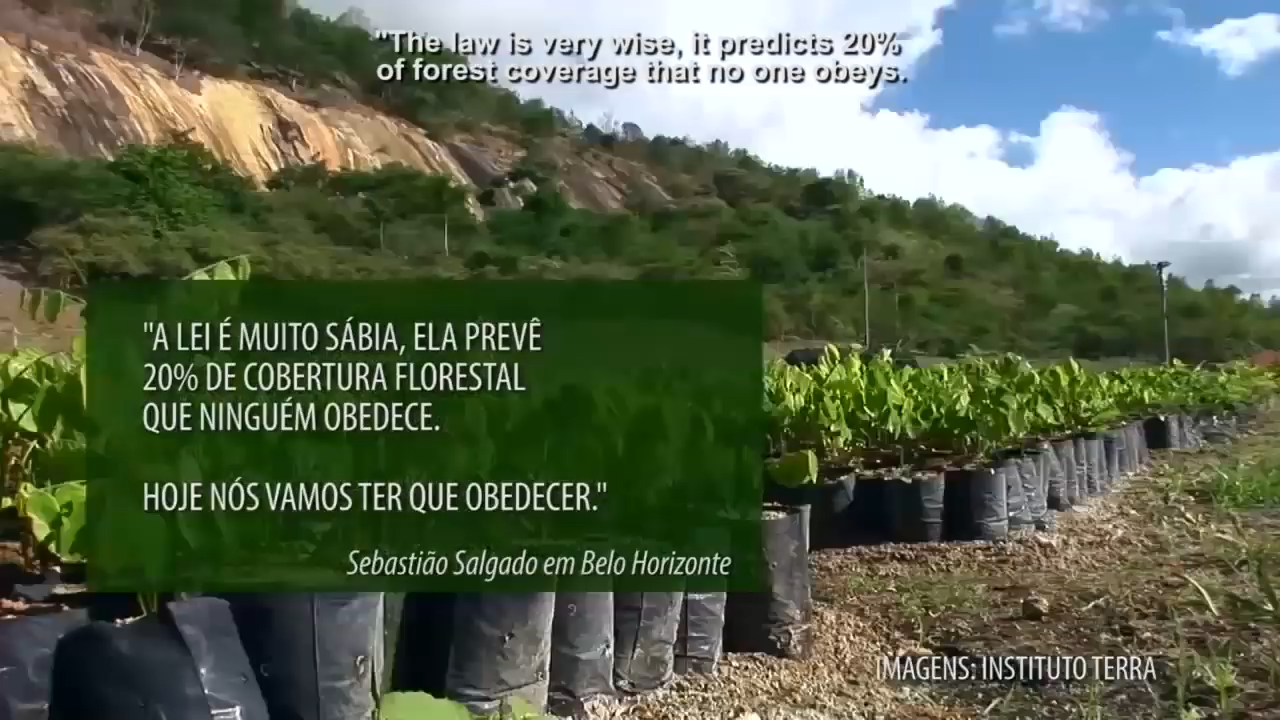 "The law is very wise, it predicts 20%
of forest coverage that no one obeys.
"A LEI É MUITO SÁBIA, ELA PREVÊ
20% DE COBERTURA FLORESTAL
QUE NINGUÉM OBEDECE.
HOJE NÓS VAMOS TER QUE OBEDECER."
Sebastião Salgado em Belo Horizonte
IMAGENS: INSTITUTO TERRA